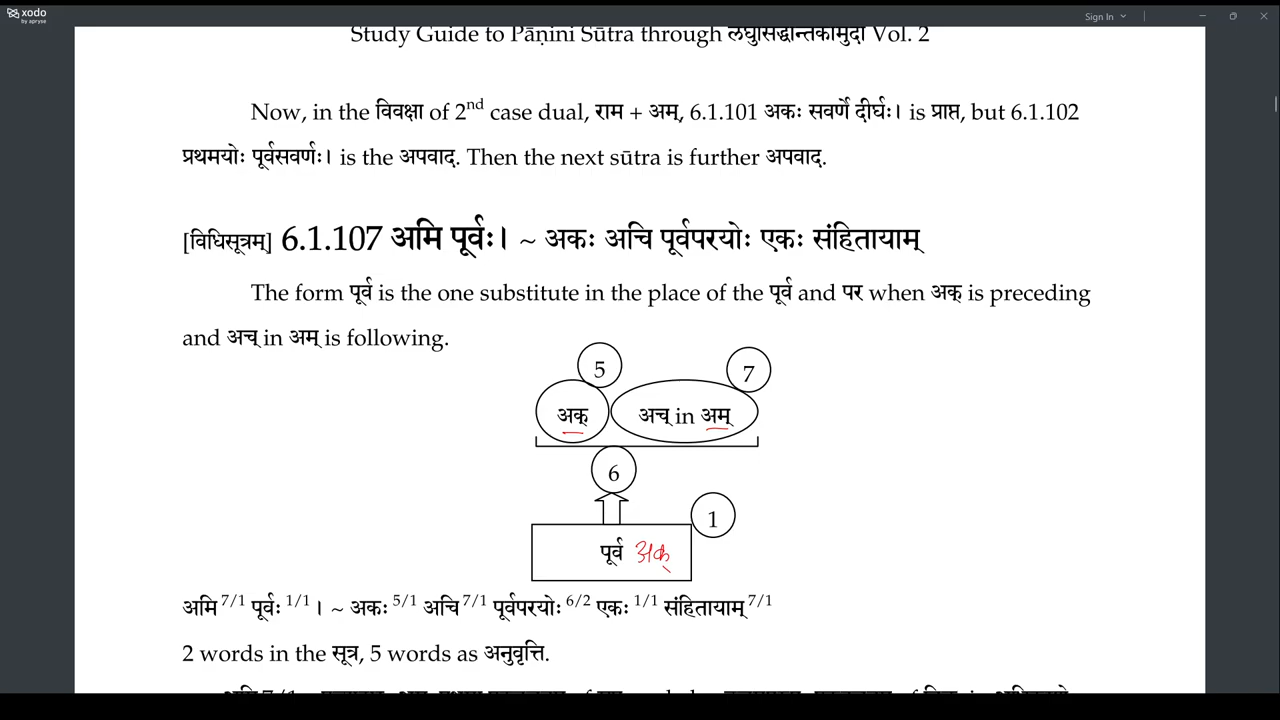 xodo
by apryse
Sign In
Study Guide to Pāṇini Sūtra through लघुसिद्धान्तकौमुदी Vol. 2
Now, in the विवक्षा of 2nd case dual, राम + अम्, 6.1.101 अकः सवर्णे दीर्घः। is प्राप्त, but 6.1.102
प्रथमयोः पूर्वसवर्णः। is the अपवाद. Then the next sūtra is further अपवाद.
[विधिसूत्रम्] 6.1.107 अमि पूर्वः। ~ अकः अचि पूर्वपरयोः एकः संहितायाम्
The form पूर्व is the one substitute in the place of the पूर्व and पर when अक् is preceding
and अच् in अम् is following.
5 7
अक् अच् in अम्
6
1
पूर्व अक्
अमि 7/1 पूर्वः 1/1 । ~ अकः 5/1 अचि 7/1 पूर्वपरयोः 6/2 एकः 1/1 संहितायाम् 7/1
2 words in the सूत्र, 5 words as अनुवृत्ति.